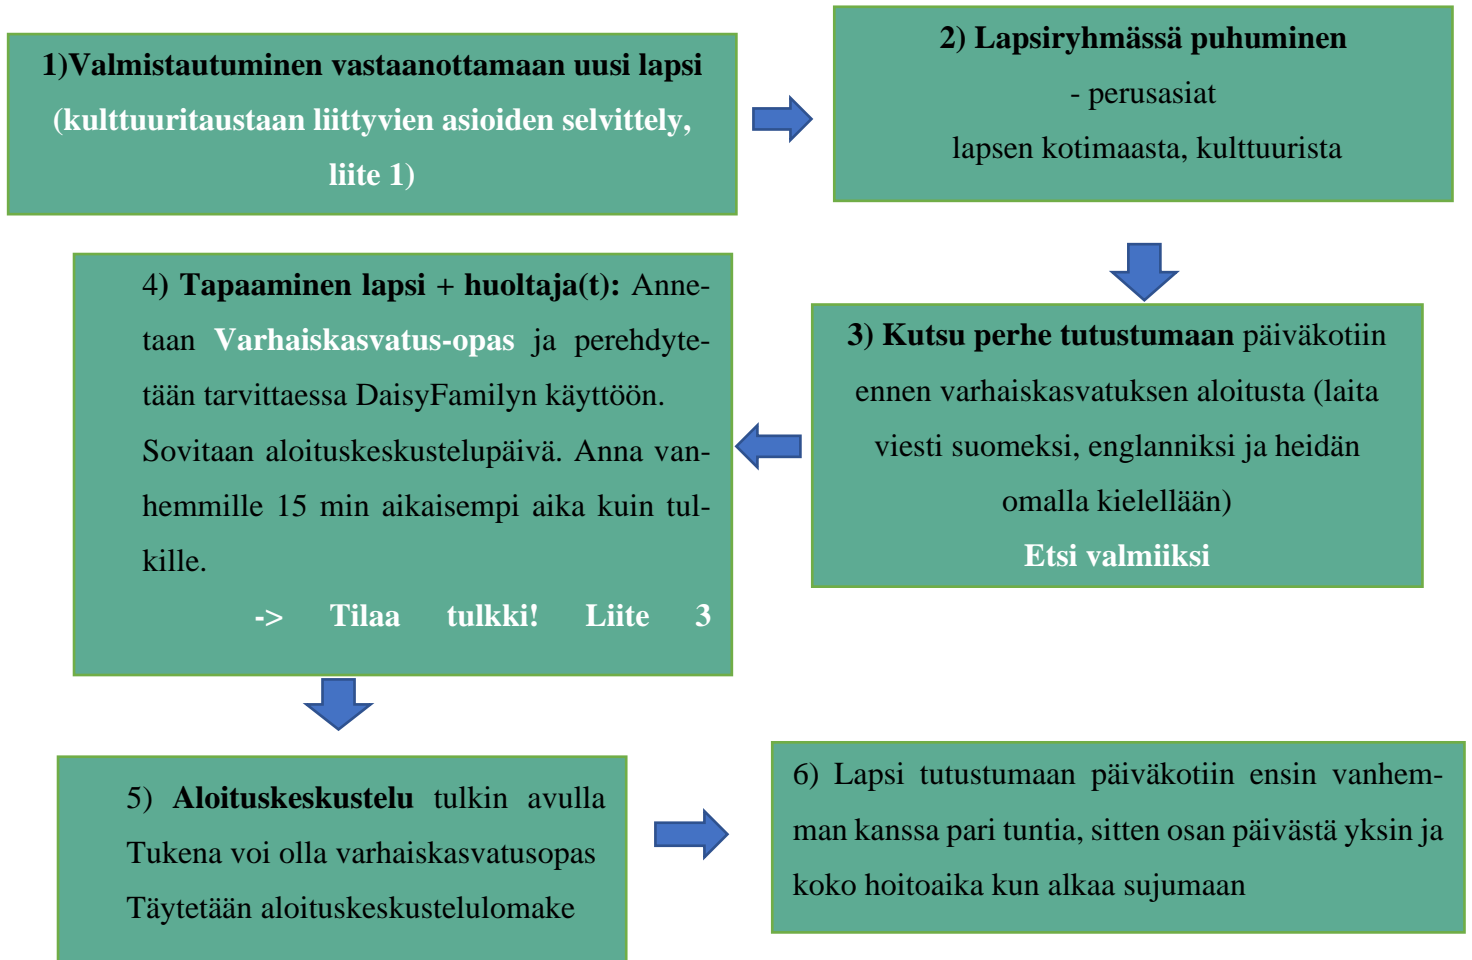 1)Valmistautuminen vastaanottamaan uusi lapsi
(kulttuuritaustaan liittyvien asioiden selvittely,
liite 1)
2) Lapsiryhmässä puhuminen
- perusasiat
lapsen kotimaasta, kulttuurista
3) Kutsu perhe tutustumaan päiväkotiin
ennen varhaiskasvatuksen aloitusta (laita
viesti suomeksi, englanniksi ja heidän
omalla kielellään)
Etsi valmiiksi
4) Tapaaminen lapsi + huoltaja(t): Anne-
taan Varhaiskasvatus-opas ja perehdyte-
tään tarvittaessa DaisyFamilyn käyttöön.
Sovitaan aloituskeskustelupäivä. Anna van-
hemmille 15 min aikaisempi aika kuin tul-
kille.
-> Tilaa tulkki! Liite 3
5) Aloituskeskustelu tulkin avulla
Tukena voi olla varhaiskasvatusopas
Täytetään aloituskeskustelulomake
6) Lapsi tutustumaan päiväkotiin ensin vanhem-
man kanssa pari tuntia, sitten osan päivästä yksin ja
koko hoitoaika kun alkaa sujumaan